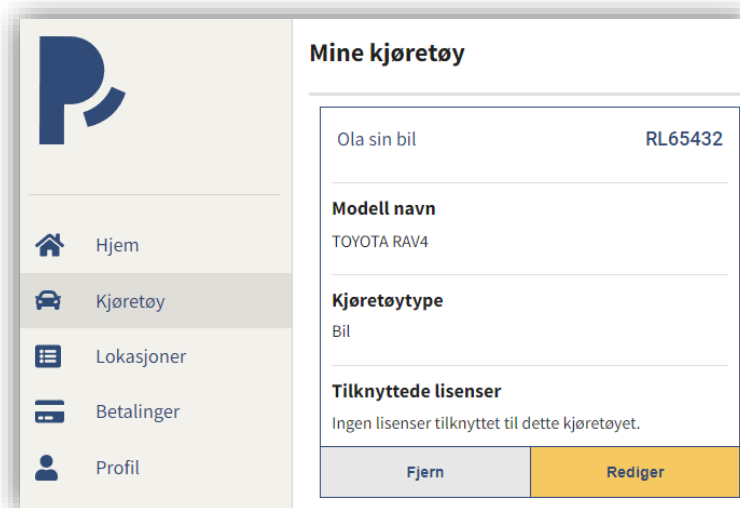 Mine kjøretøy
Ola sin bil RL65432
Modell navn
TOYOTA RAV4
Kjøretøytype
Bil
Tilknyttede lisenser
Ingen lisenser tilknyttet til dette kjøretøyet.
Fjern Rediger
Hjem
Kjøretøy
Lokasjoner
Betalinger
Profil